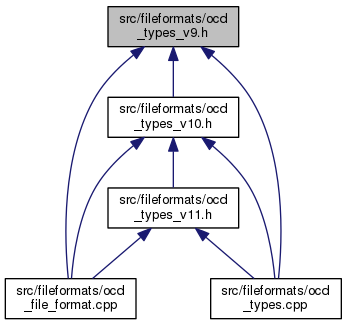 src/fileformats/ocd
_types_v9.h
src/fileformats/ocd
_types_v10.h
src/fileformats/ocd
_types_v11.h
src/fileformats/ocd
_file_format.cpp
src/fileformats/ocd
_types.cpp